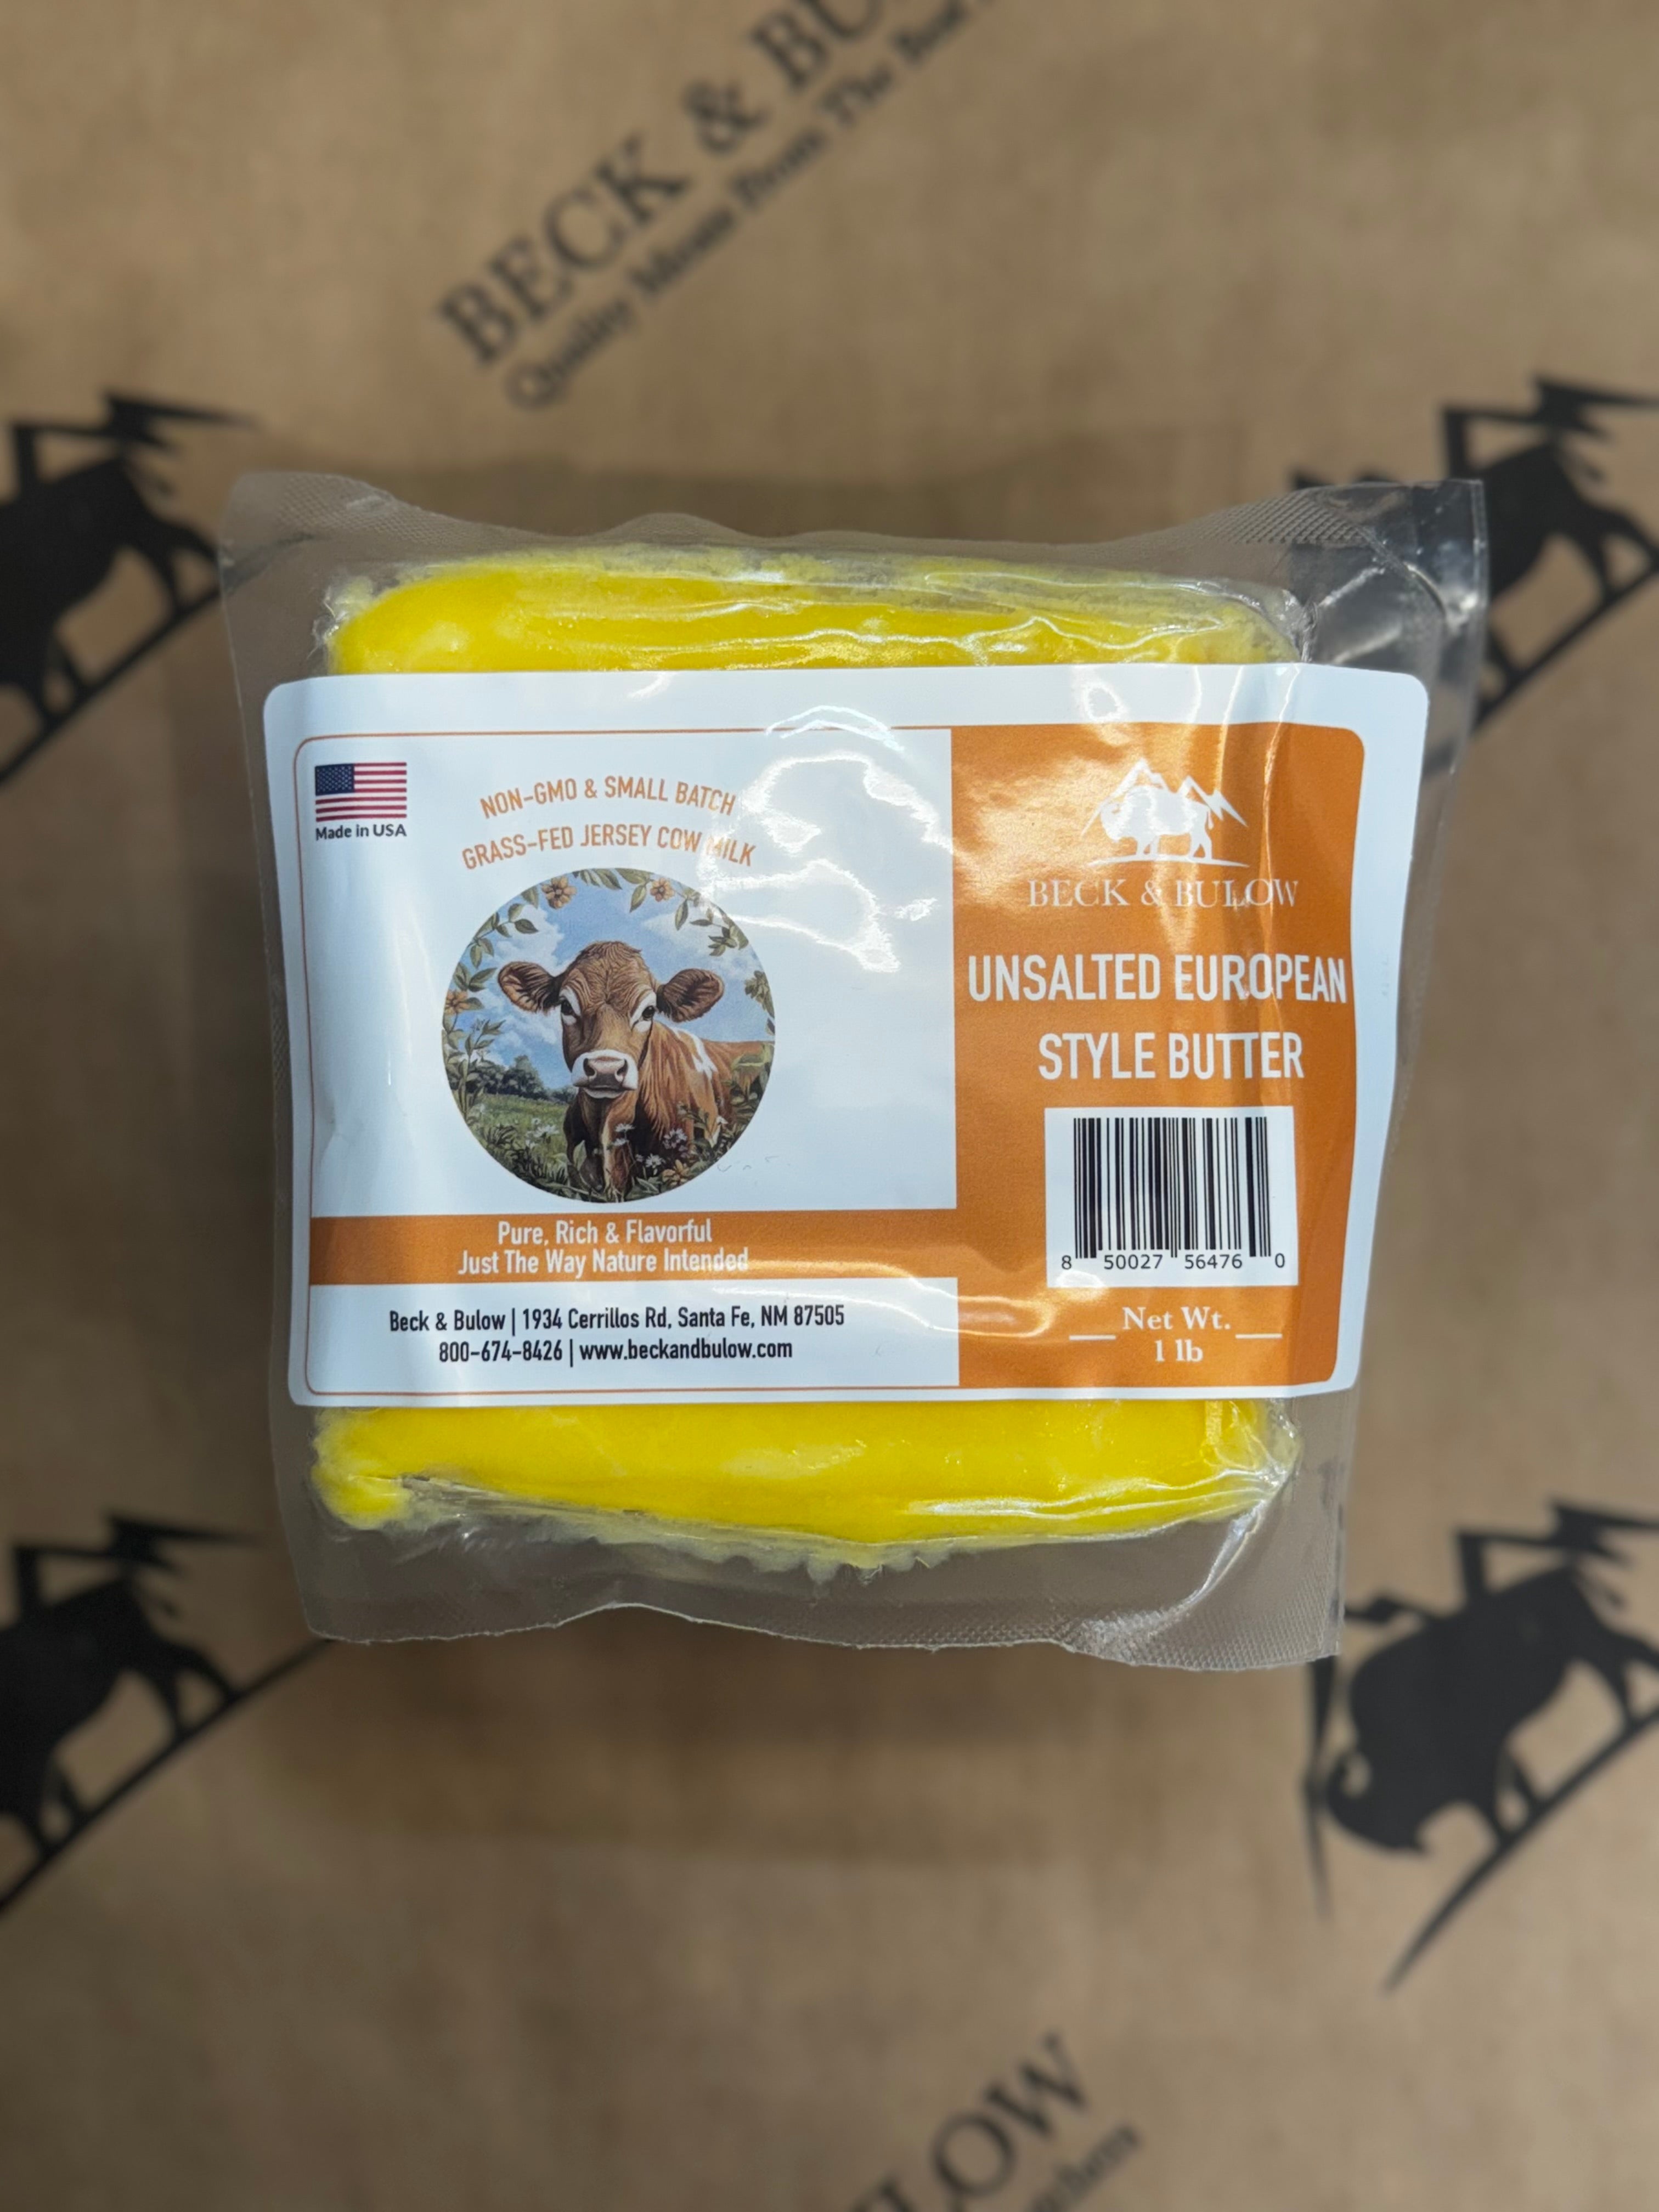 BECK & BU
Quality Meats From The Best
Made in USA
NON-GMO & SMALL BATCH
GRASS-FED JERSEY COW MILK
Pure, Rich & Flavorful
Just The Way Nature Intended
Beck & Bulow | 1934 Cerrillos Rd, Santa Fe, NM 87505
800-674-8426 | www.beckandbulow.com
BECK & BULOW
UNSALTED EUROPEAN
STYLE BUTTER
8 50027 56476 0
Net Wt.
1 lb
LOW